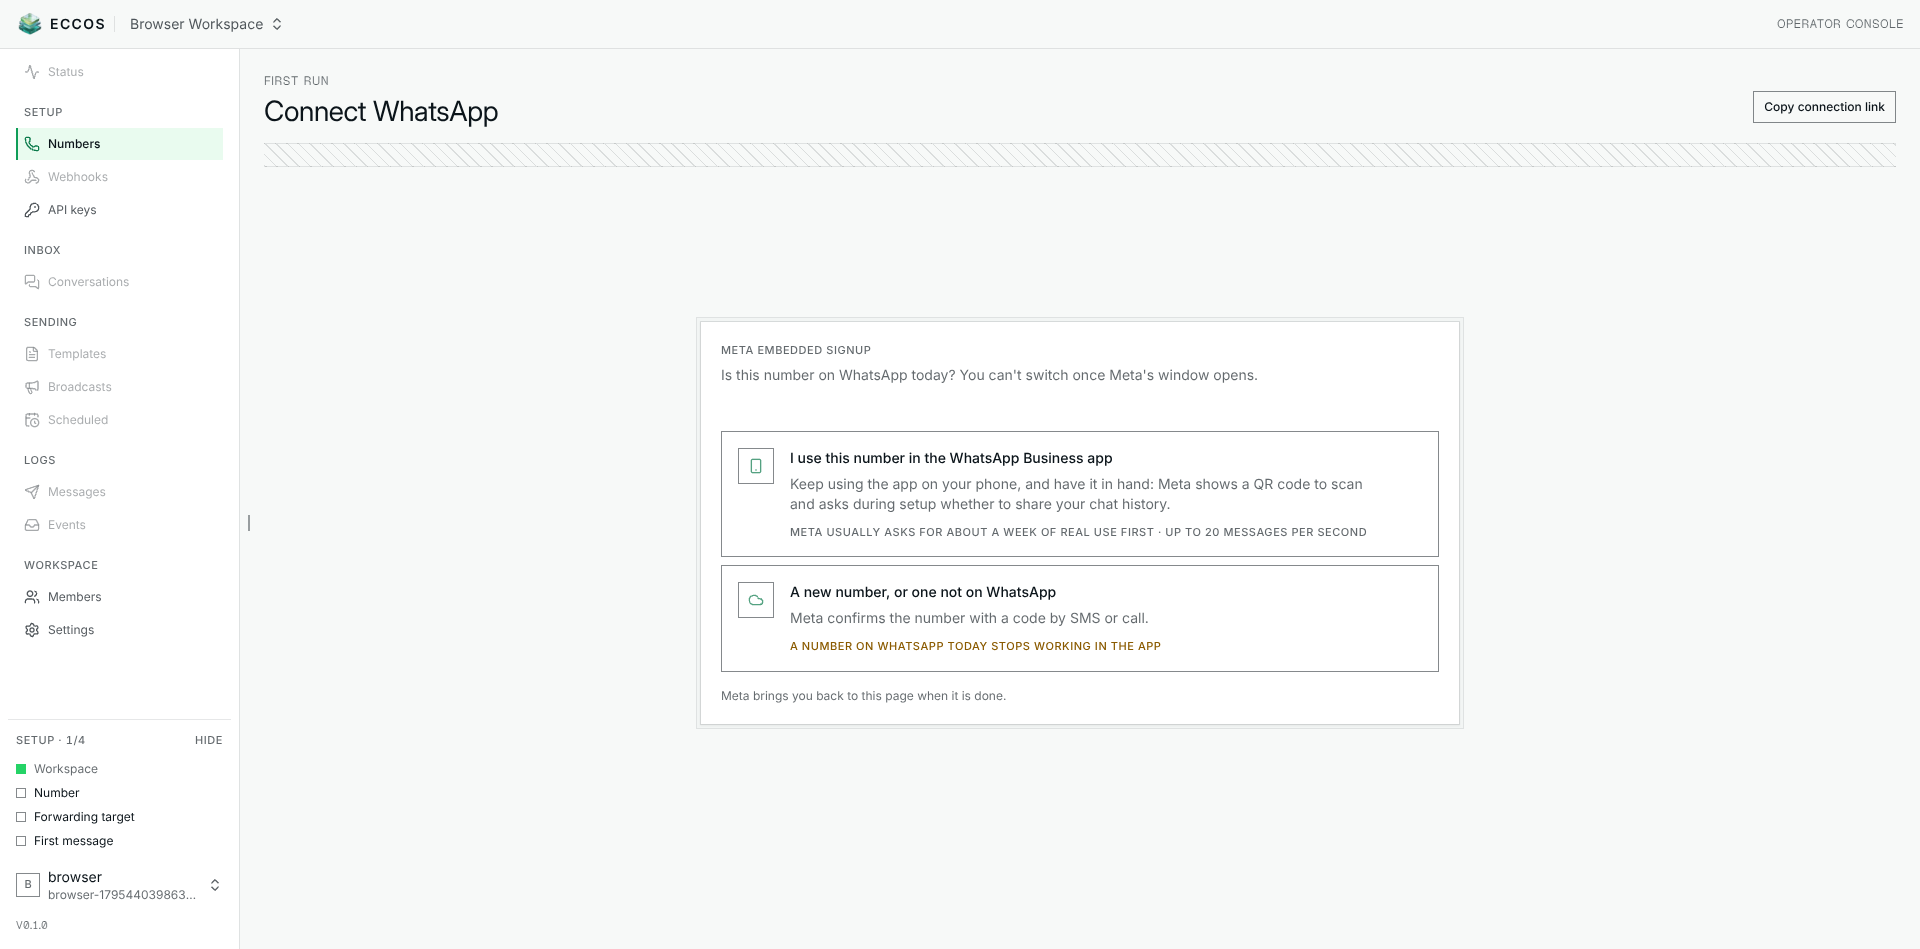 ECCOS
Browser Workspace
OPERATOR CONSOLE
Status
SETUP
Numbers
Webhooks
API keys
INBOX
Conversations
SENDING
Templates
Broadcasts
Scheduled
LOGS
Messages
Events
WORKSPACE
Members
Settings
SETUP · 1/4 HIDE
Workspace
Number
Forwarding target
First message
B
browser
browser-179544039863...
V0.1.0
FIRST RUN
Connect WhatsApp
Copy connection link
META EMBEDDED SIGNUP
Is this number on WhatsApp today? You can't switch once Meta's window opens.
I use this number in the WhatsApp Business app
Keep using the app on your phone, and have it in hand: Meta shows a QR code to scan
and asks during setup whether to share your chat history.
META USUALLY ASKS FOR ABOUT A WEEK OF REAL USE FIRST · UP TO 20 MESSAGES PER SECOND
A new number, or one not on WhatsApp
Meta confirms the number with a code by SMS or call.
A NUMBER ON WHATSAPP TODAY STOPS WORKING IN THE APP
Meta brings you back to this page when it is done.